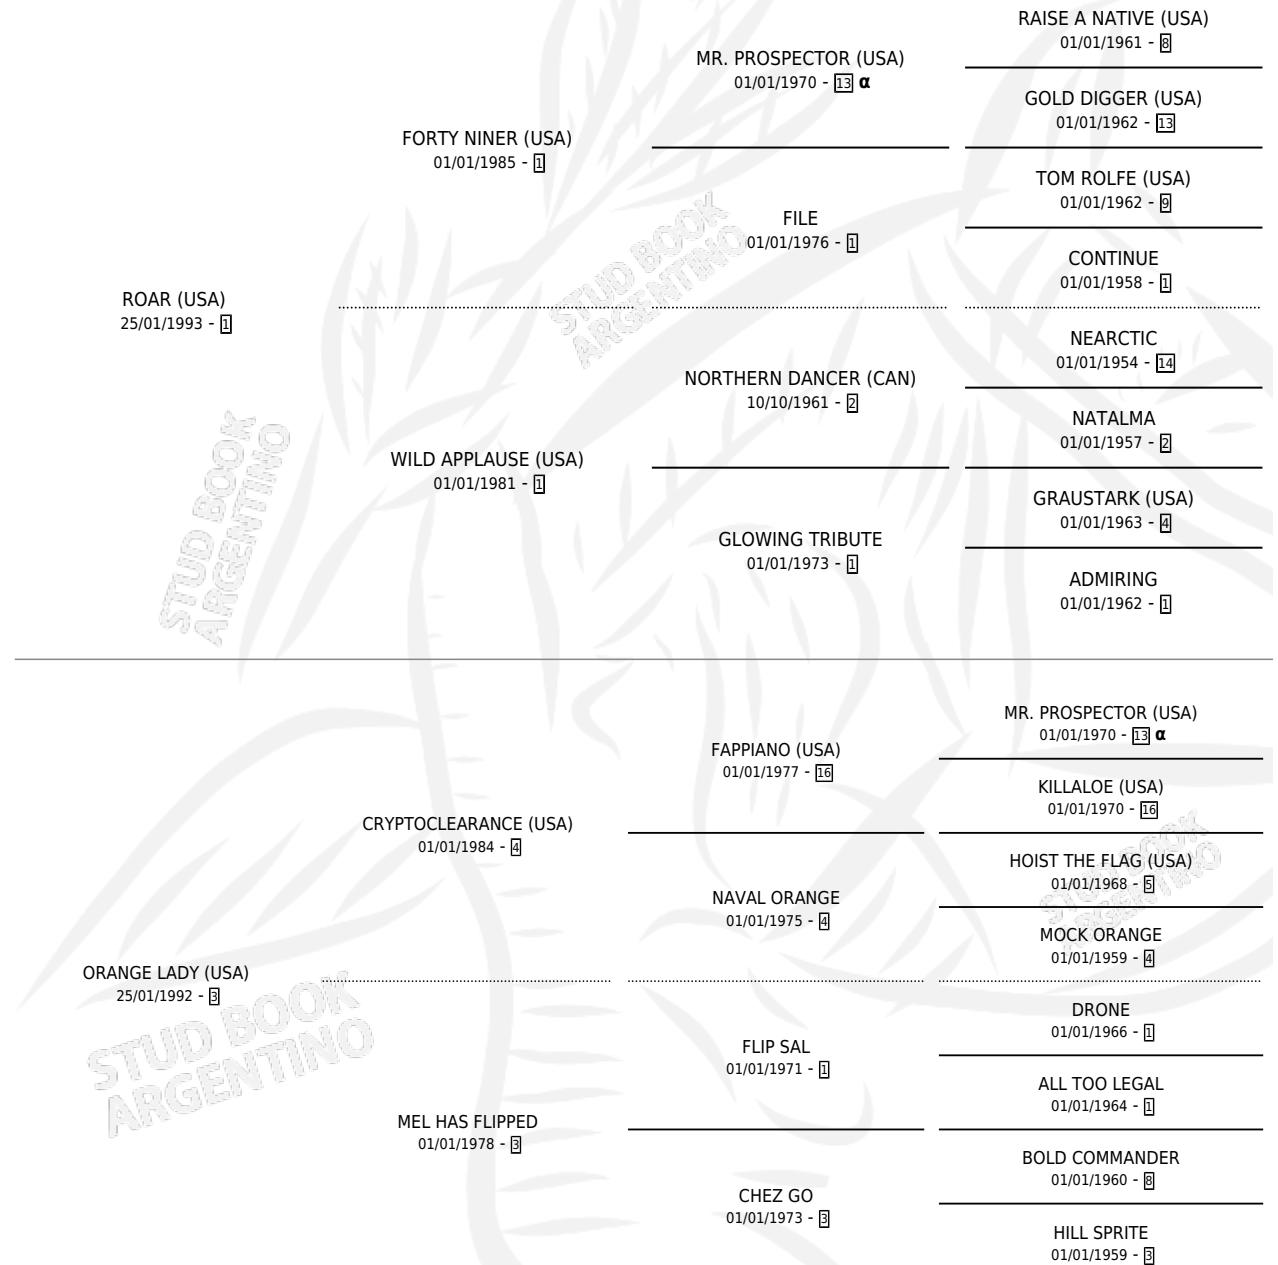 RAISE A NATIVE (USA)
01/01/1961 - 8
MR. PROSPECTOR (USA)
01/01/1970 - 13 α
GOLD DIGGER (USA)
01/01/1962 - 13
FORTY NINER (USA)
01/01/1985 - 1
TOM ROLFE (USA)
01/01/1962 - 9
FILE
01/01/1976 - 1
CONTINUE
01/01/1958 - 1
ROAR (USA)
25/01/1993 - 1
NEARCTIC
01/01/1954 - 14
NORTHERN DANCER (CAN)
10/10/1961 - 2
NATALMA
01/01/1957 - 2
WILD APPLAUSE (USA)
01/01/1981 - 1
GRAUSTARK (USA)
01/01/1963 - 4
GLOWING TRIBUTE
01/01/1973 - 1
ADMIRING
01/01/1962 - 1
MR. PROSPECTOR (USA)
01/01/1970 - 13 α
FAPPIANO (USA)
01/01/1977 - 16
KILLALOE (USA)
01/01/1970 - 16
CRYPTOCLEARANCE (USA)
01/01/1984 - 4
HOIST THE FLAG (USA)
01/01/1968 - 5
NAVAL ORANGE
01/01/1975 - 4
MOCK ORANGE
01/01/1959 - 4
ORANGE LADY (USA)
25/01/1992 - 3
DRONE
01/01/1966 - 1
FLIP SAL
01/01/1971 - 1
ALL TOO LEGAL
01/01/1964 - 1
MEL HAS FLIPPED
01/01/1978 - 3
BOLD COMMANDER
01/01/1960 - 8
CHEZ GO
01/01/1973 - 3
HILL SPRITE
01/01/1959 - 3
STUD BOOK
ARGENTINO
STUD BOOK
ARGENTINO
STUD BOOK
ARGENTINO
STUD BOOK
ARGENTINO